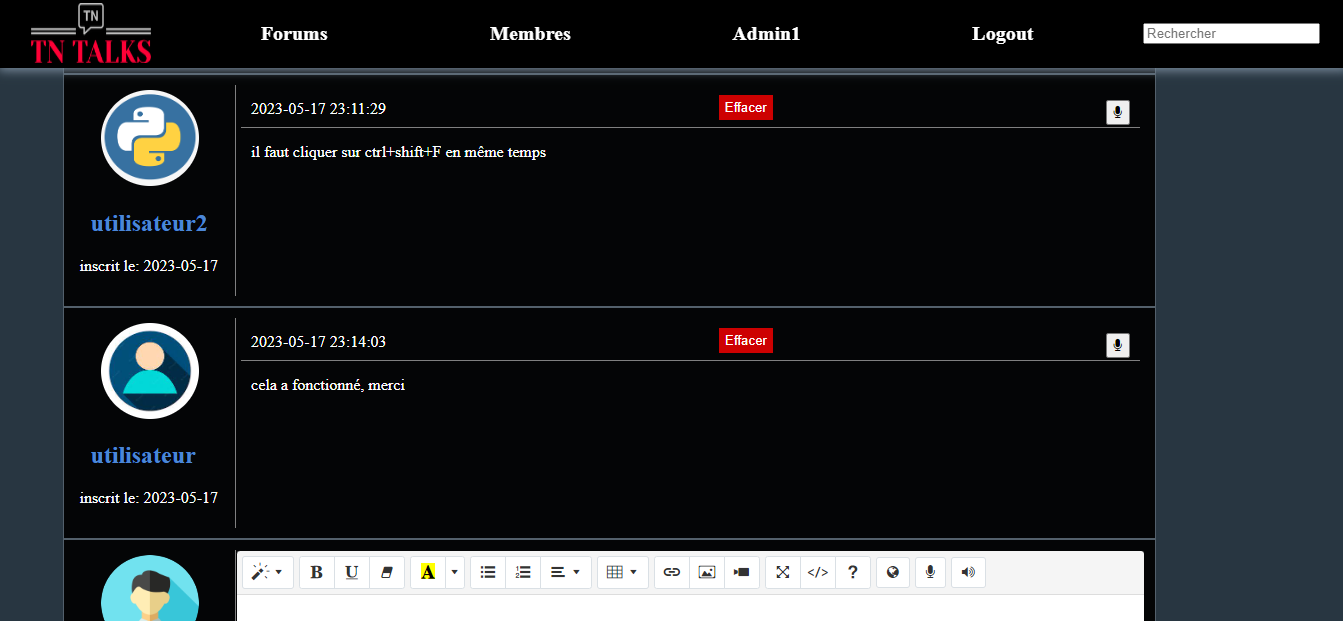 TN
TN TALKS
Forums
Membres
Admin1
Logout
Rechercher
2023-05-17 23:11:29
Effacer
il faut cliquer sur ctrl+shift+F en même temps
utilisateur2
inscrit le: 2023-05-17
2023-05-17 23:14:03
Effacer
cela a fonctionné, merci
utilisateur
inscrit le: 2023-05-17
B U A </> ?